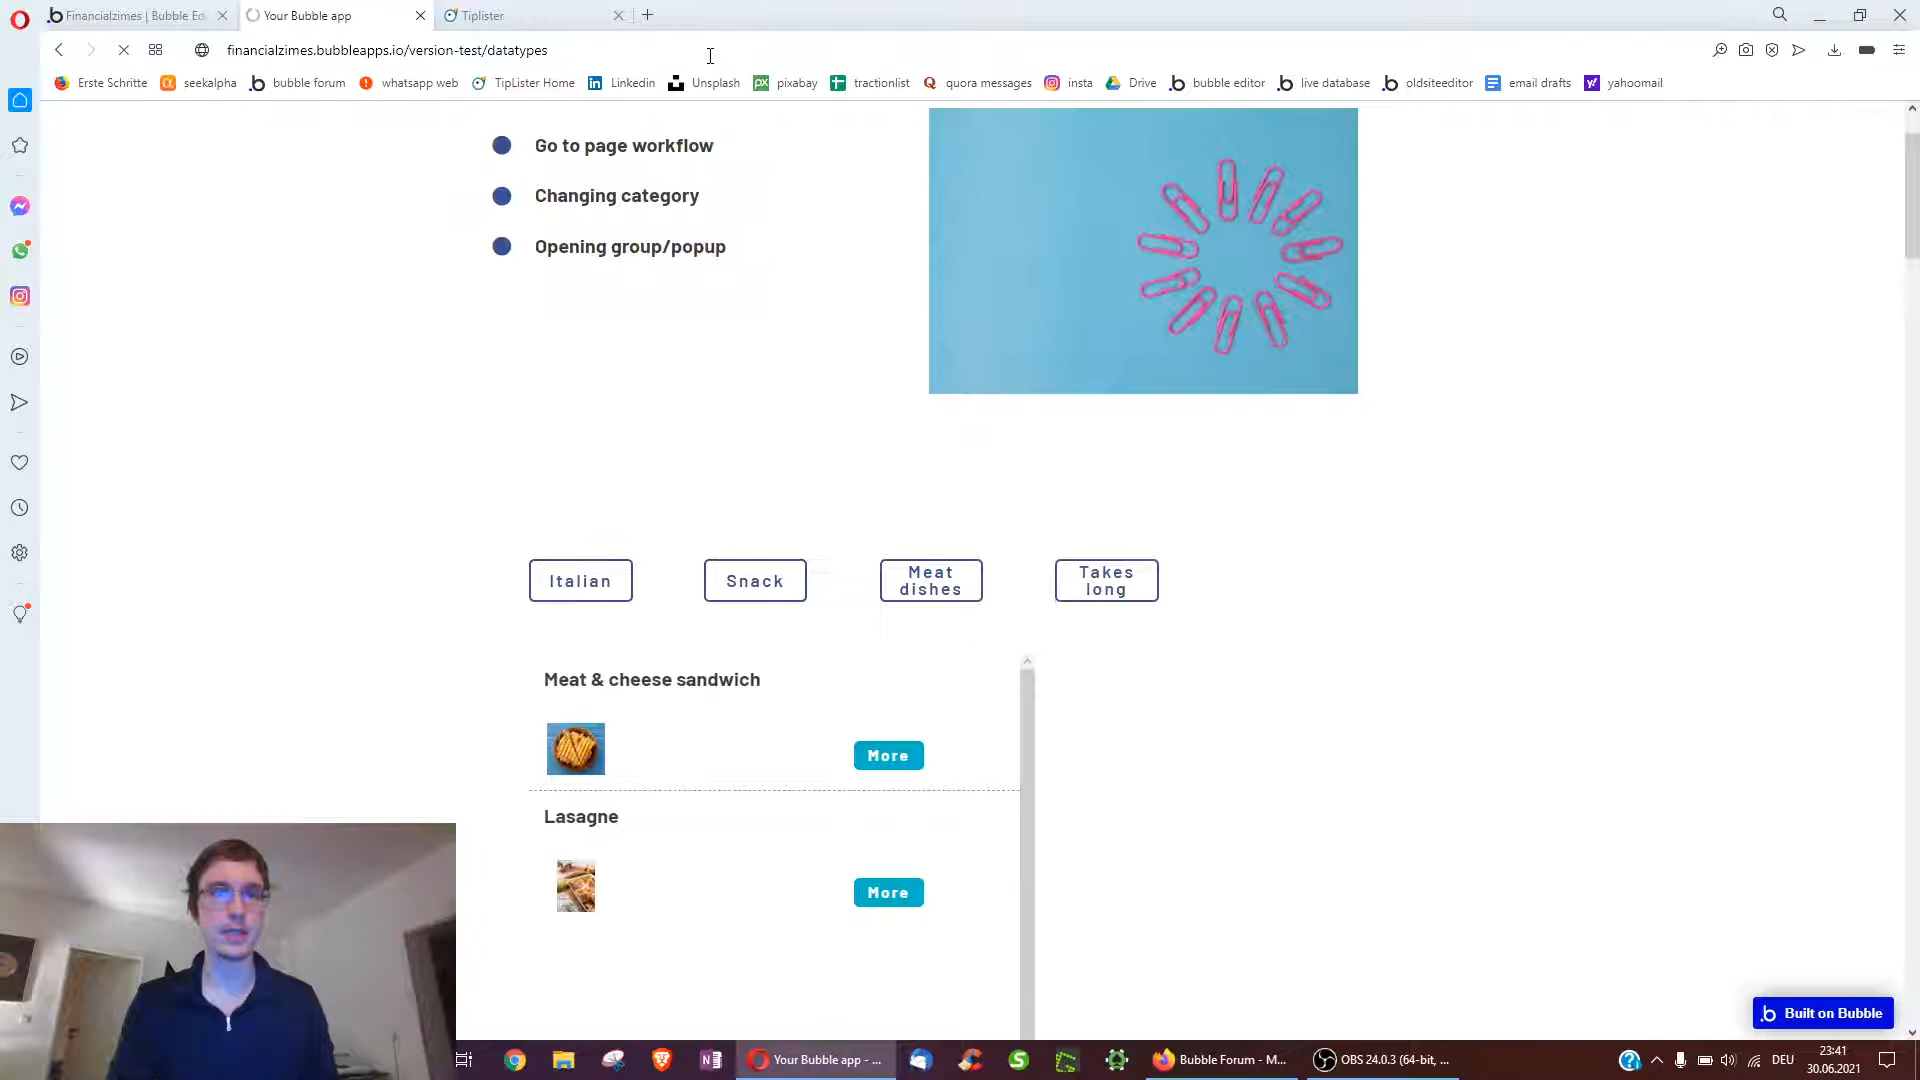 Financialzimes | Bubble Ed
Your Bubble app
Tiplister
financialzimes.bubbleapps.io/version-test/datatypes
Erste Schritte
seekalpha
bubble forum
whatsapp web
TipLister Home
Linkedin
Unsplash
pixabay
tractionlist
quora messages
insta
Drive
bubble editor
live database
oldsiteeditor
email drafts
yahoomail
Go to page workflow
Changing category
Opening group/popup
Italian
Snack
Meat
dishes
Takes
long
Meat & cheese sandwich
More
Lasagne
More
Built on Bubble
Your Bubble app - ...
Bubble Forum - M...
OBS 24.0.3 (64-bit, ...
DEU
23:41
30.06.2021